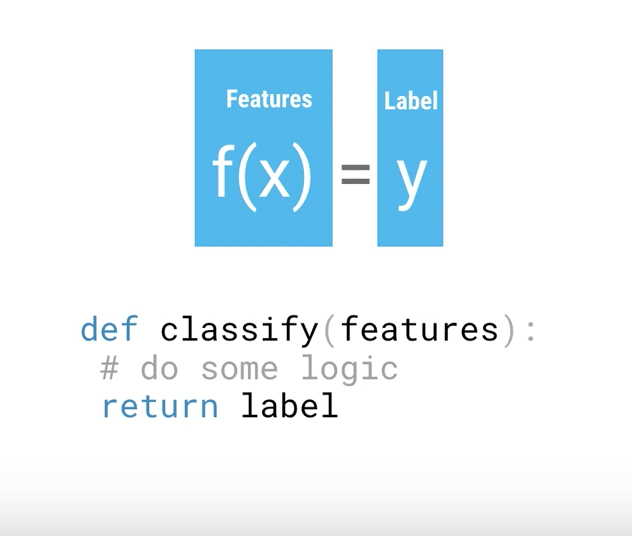 Features Label
f(x) = y
def classify(features):
# do some logic
return label